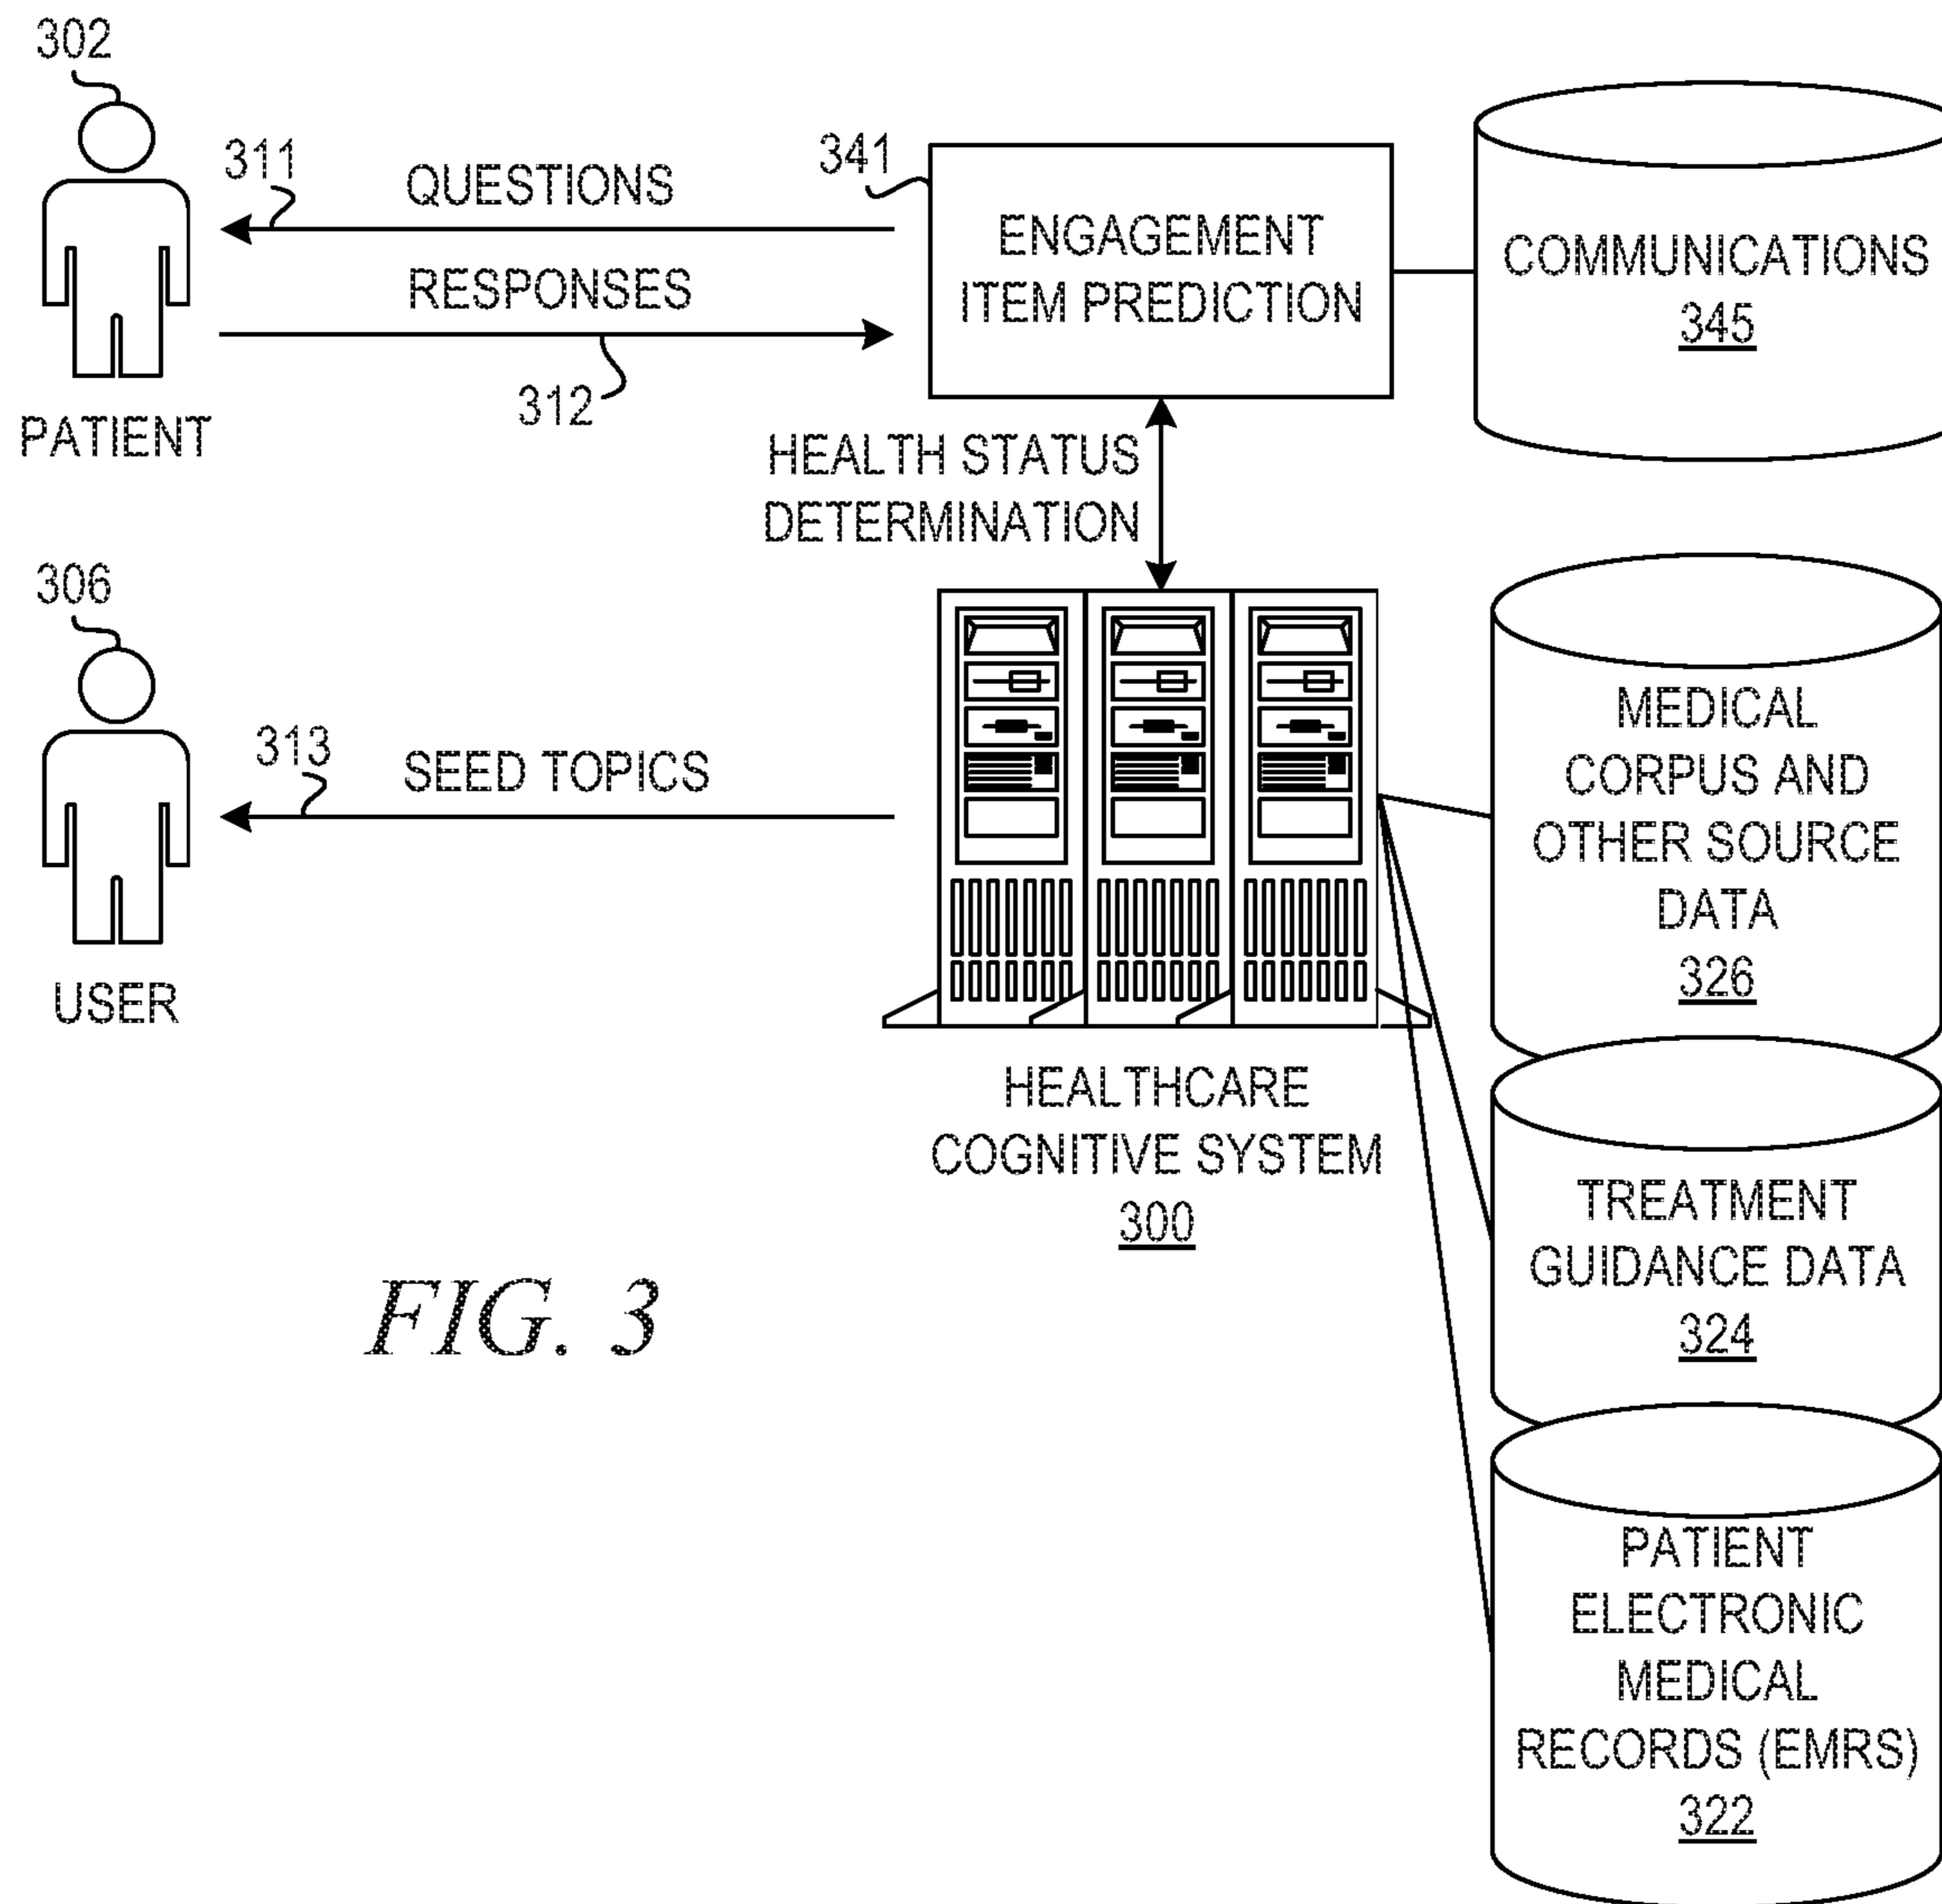 302
311
QUESTIONS
341
RESPONSES
312
PATIENT
ENGAGEMENT
ITEM PREDICTION
COMMUNICATIONS
345
HEALTH STATUS
DETERMINATION
306
313
SEED TOPICS
USER
HEALTHCARE
COGNITIVE SYSTEM
300
MEDICAL
CORPUS AND
OTHER SOURCE
DATA
326
TREATMENT
GUIDANCE DATA
324
PATIENT
ELECTRONIC
MEDICAL
RECORDS (EMRS)
322
FIG. 3